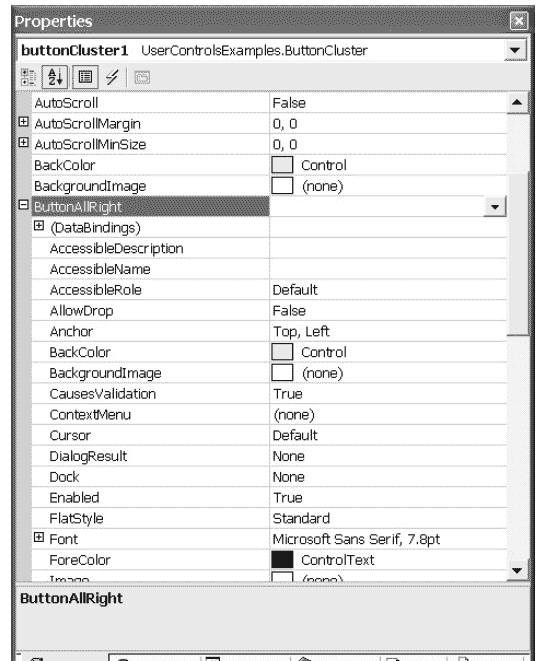 Properties
buttonCluster1 UserControlsExamples.ButtonCluster
AutoScroll False
AutoScrollMargin 0, 0
AutoScrollMinSize 0, 0
BackColor Control
BackgroundImage (none)
ButtonAllRight
(DataBindings)
AccessibleDescription
AccessibleName
AccessibleRole Default
AllowDrop False
Anchor Top, Left
BackColor Control
BackgroundImage (none)
CausesValidation True
ContextMenu (none)
Cursor Default
DialogResult None
Dock None
Enabled True
FlatStyle Standard
Font Microsoft Sans Serif, 7.8pt
ForeColor ControlText
Image (none)
ButtonAllRight